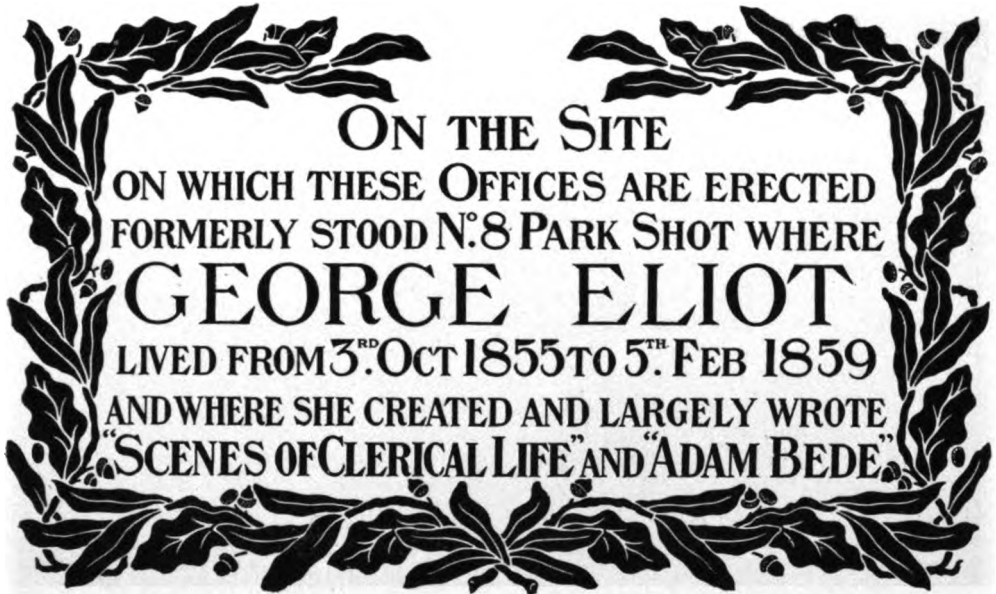 On the Site
on which these Offices are erected
formerly stood No. 8 Park Shot where
GEORGE ELIOT
lived from 3rd. Oct 1855 to 5th. Feb 1859
and where she created and largely wrote
"Scenes of Clerical Life" and "Adam Bede"